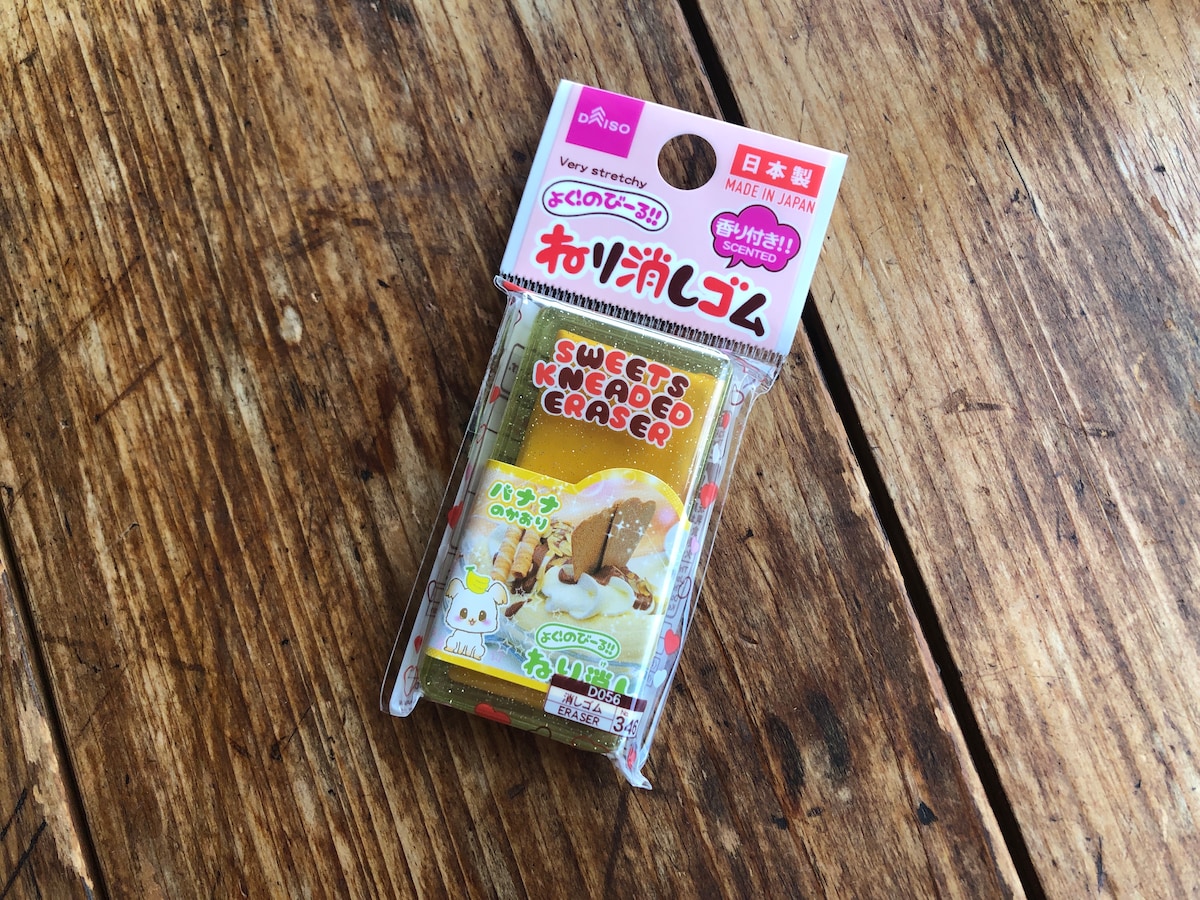 DAISO
日本製
MADE IN JAPAN
Very stretchy
よく!のびーる!!
香り付き!!
SCENTED
ねり消しゴム
SWEETS
KNEADED
ERASER
バナナ
のかおり
よく!のびーる!!
ねり消し
D056
消しゴム
ERASER
No.
346